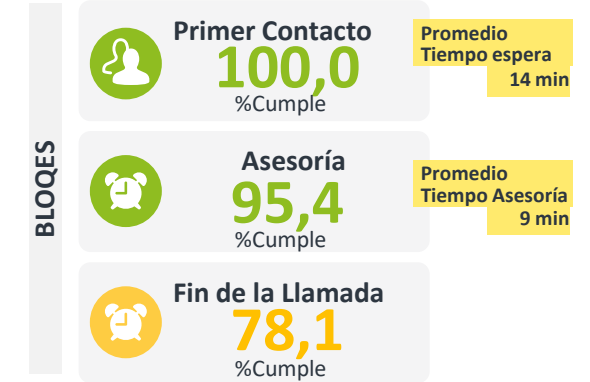 BLOQES
Primer Contacto
100,0
%Cumple
Promedio
Tiempo espera
14 min
Asesoría
95,4
%Cumple
Promedio
Tiempo Asesoría
9 min
Fin de la Llamada
78,1
%Cumple